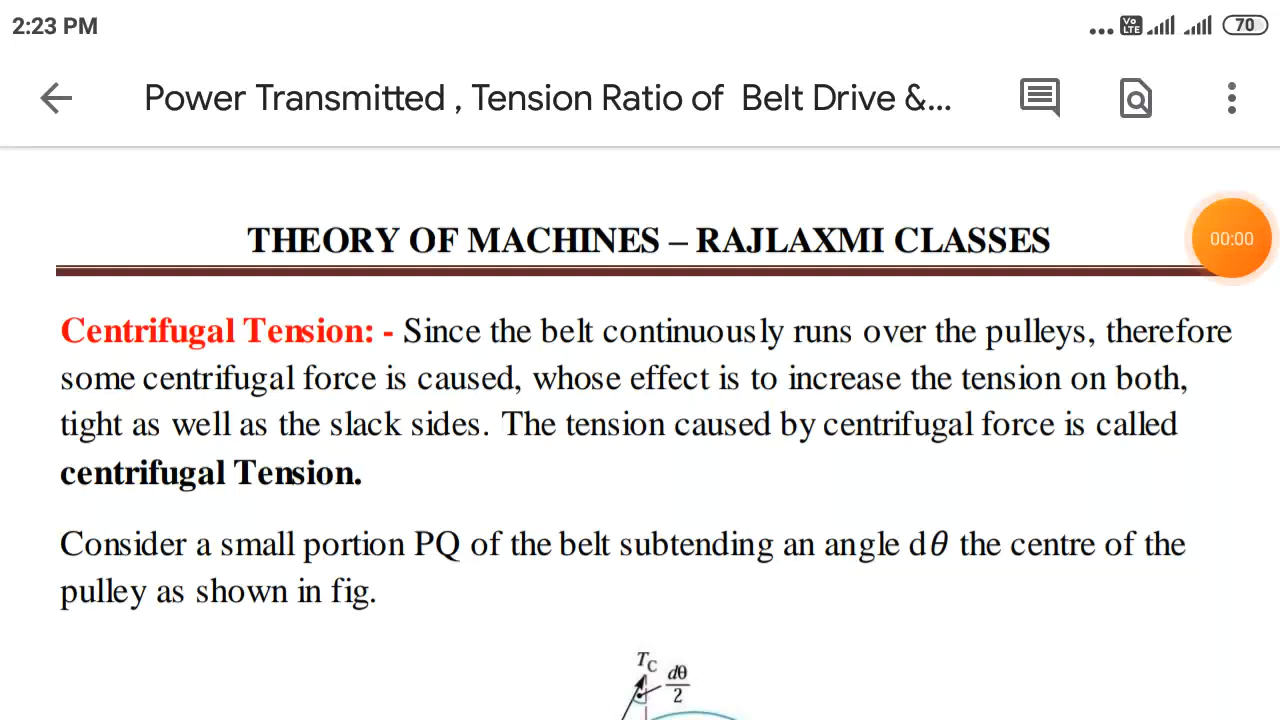 2:23 PM
Vo LTE
70
Power Transmitted , Tension Ratio of Belt Drive &...
THEORY OF MACHINES – RAJLAXMI CLASSES
00:00
Centrifugal Tension: - Since the belt continuously runs over the pulleys, therefore
some centrifugal force is caused, whose effect is to increase the tension on both,
tight as well as the slack sides. The tension caused by centrifugal force is called
centrifugal Tension.
Consider a small portion PQ of the belt subtending an angle dθ the centre of the
pulley as shown in fig.
TC
dθ
2